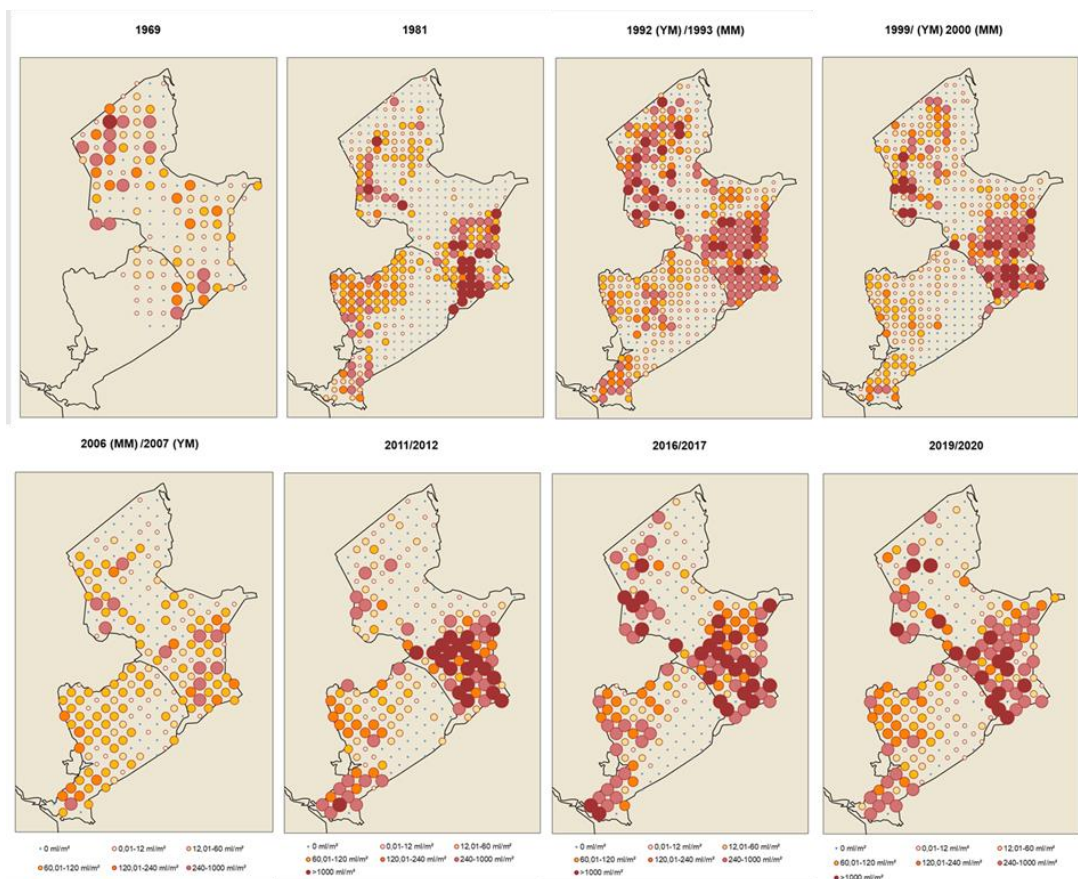 1969
1981
1992 (YM) /1993 (MM)
1999/ (YM) 2000 (MM)
2006 (MM) /2007 (YM)
2011/2012
2016/2017
2019/2020
0 ml/m² 0,01-12 ml/m² 12,01-60 ml/m²
60,01-120 ml/m² 120,01-240 ml/m² 240-1000 ml/m²
0 ml/m² 0,01-12 ml/m² 12,01-60 ml/m²
60,01-120 ml/m² 120,01-240 ml/m² 240-1000 ml/m²
>1000 ml/m²
0 ml/m² 0,01-12 ml/m² 12,01-60 ml/m²
60,01-120 ml/m² 120,01-240 ml/m² 240-1000 ml/m²
>1000 ml/m²
0 ml/m² 0,01-12 ml/m² 12,01-60 ml/m²
60,01-120 ml/m² 120,01-240 ml/m² 240-1000 ml/m²
>1000 ml/m²